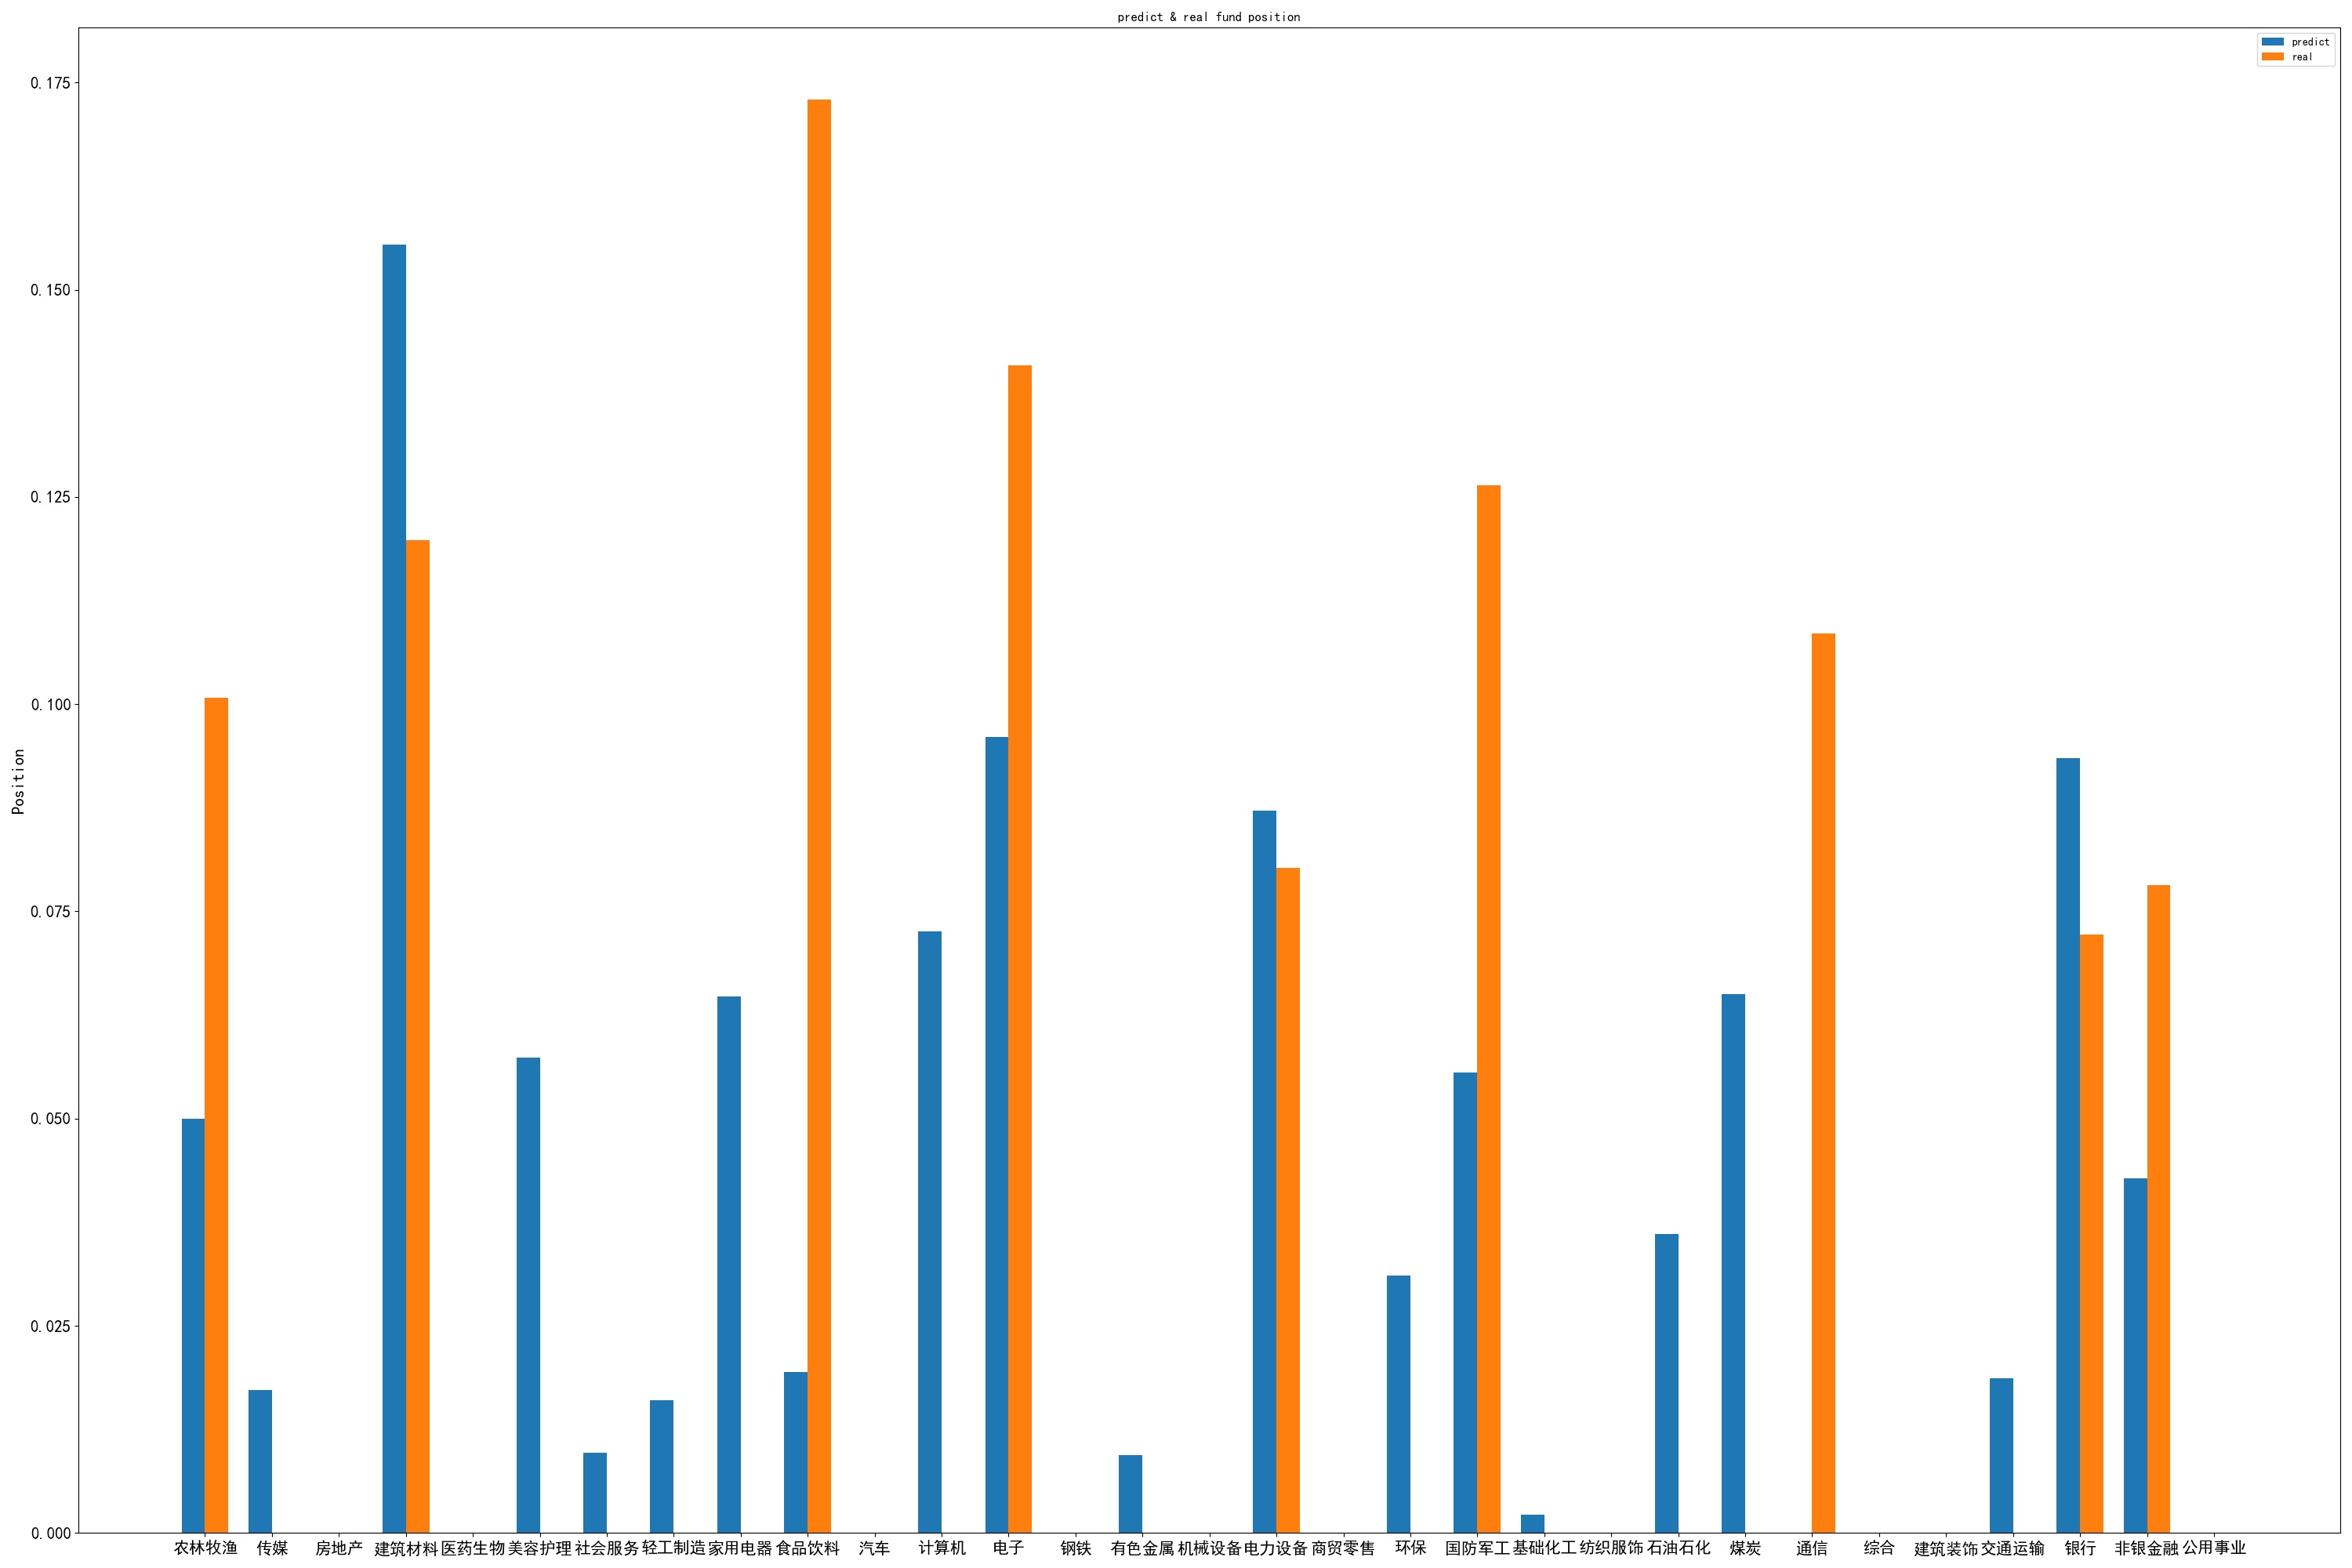 predict & real fund position
predict
real
0.175
0.150
0.125
0.100
0.075
0.050
0.025
0.000
Position
农林牧渔 传媒 房地产 建筑材料 医药生物 美容护理 社会服务 轻工制造 家用电器 食品饮料 汽车 计算机 电子 钢铁 有色金属 机械设备 电力设备 商贸零售 环保 国防军工 基础化工 纺织服饰 石油石化 煤炭 通信 综合 建筑装饰 交通运输 银行 非银金融 公用事业